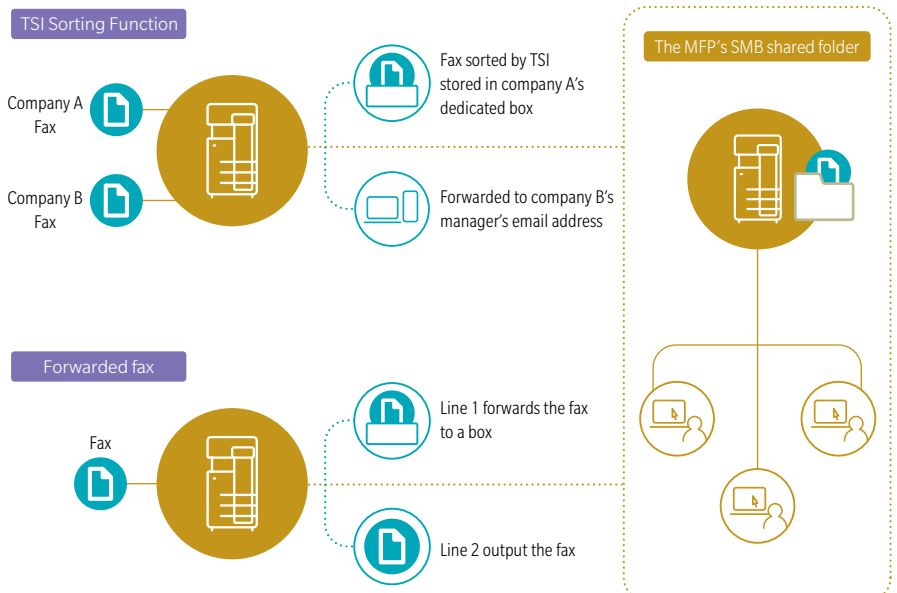 TSI Sorting Function
Company A
Fax
Company B
Fax
Fax sorted by TSI
stored in company A's
dedicated box
Forwarded to company B's
manager's email address
The MFP's SMB shared folder
Forwarded fax
Fax
Line 1 forwards the fax
to a box
Line 2 output the fax